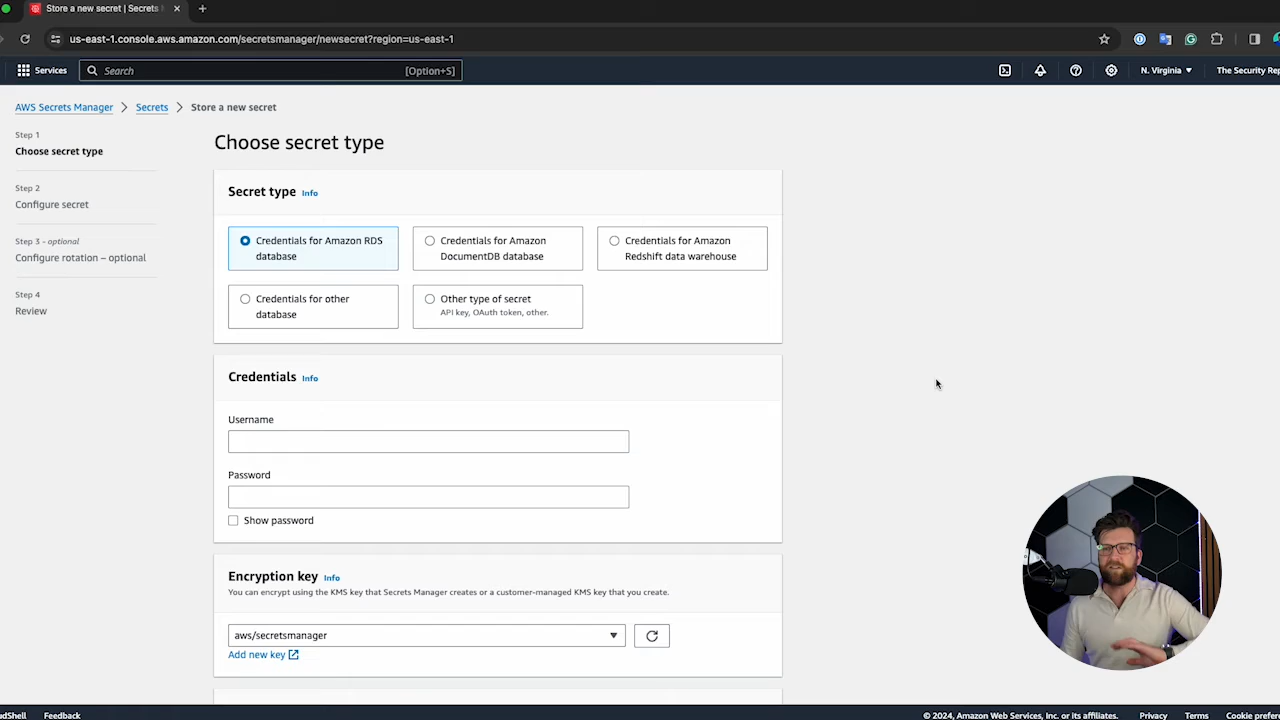 Store a new secret | Secrets
us-east-1.console.aws.amazon.com/secretsmanager/newsecret?region=us-east-1
Services
Search
[Option+S]
N. Virginia
The Security Rep
AWS Secrets Manager
Secrets
Store a new secret
Step 1
Choose secret type
Step 2
Configure secret
Step 3 - optional
Configure rotation – optional
Step 4
Review
Choose secret type
Secret type Info
Credentials for Amazon RDS
database
Credentials for Amazon
DocumentDB database
Credentials for Amazon
Redshift data warehouse
Credentials for other
database
Other type of secret
API key, OAuth token, other.
Credentials Info
Username
Password
Show password
Encryption key Info
You can encrypt using the KMS key that Secrets Manager creates or a customer-managed KMS key that you create.
aws/secretsmanager
Add new key
udShell
Feedback
© 2024, Amazon Web Services, Inc. or its affiliates.
Privacy
Terms
Cookie prefer